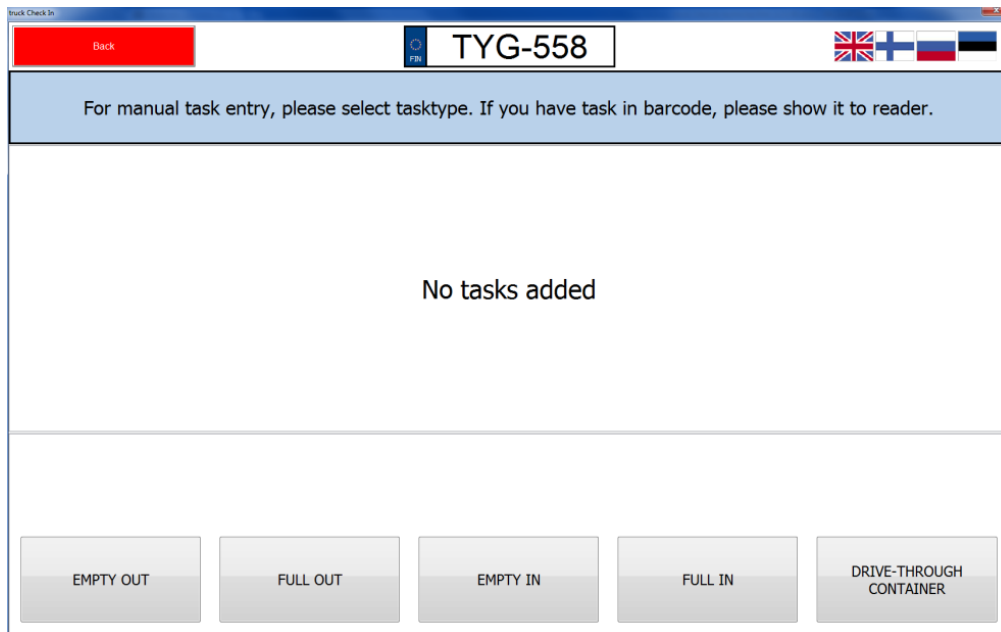 truck Check In
Back
FIN
TYG-558
For manual task entry, please select tasktype. If you have task in barcode, please show it to reader.
No tasks added
EMPTY OUT
FULL OUT
EMPTY IN
FULL IN
DRIVE-THROUGH
CONTAINER